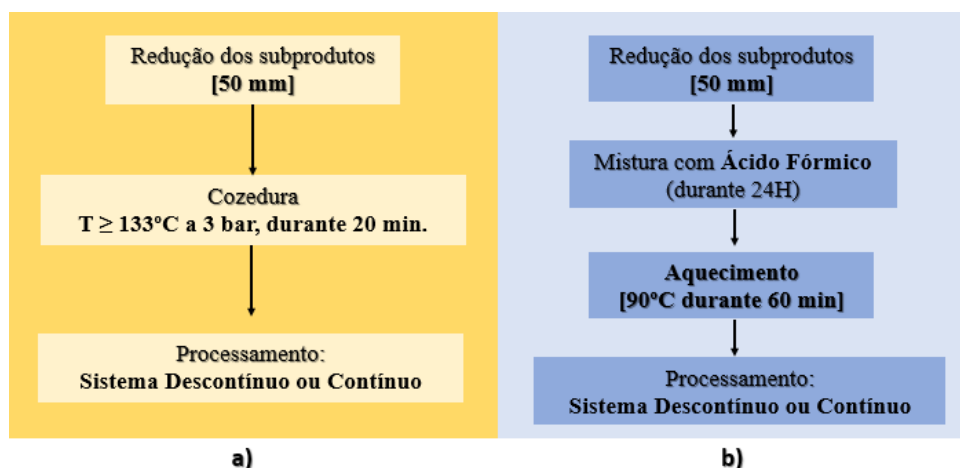 Redução dos subprodutos
[50 mm]
Cozedura
T ≥ 133ºC a 3 bar, durante 20 min.
Processamento:
Sistema Descontínuo ou Contínuo
a)
Redução dos subprodutos
[50 mm]
Mistura com Ácido Fórmico
(durante 24H)
Aquecimento
[90ºC durante 60 min]
Processamento:
Sistema Descontínuo ou Contínuo
b)